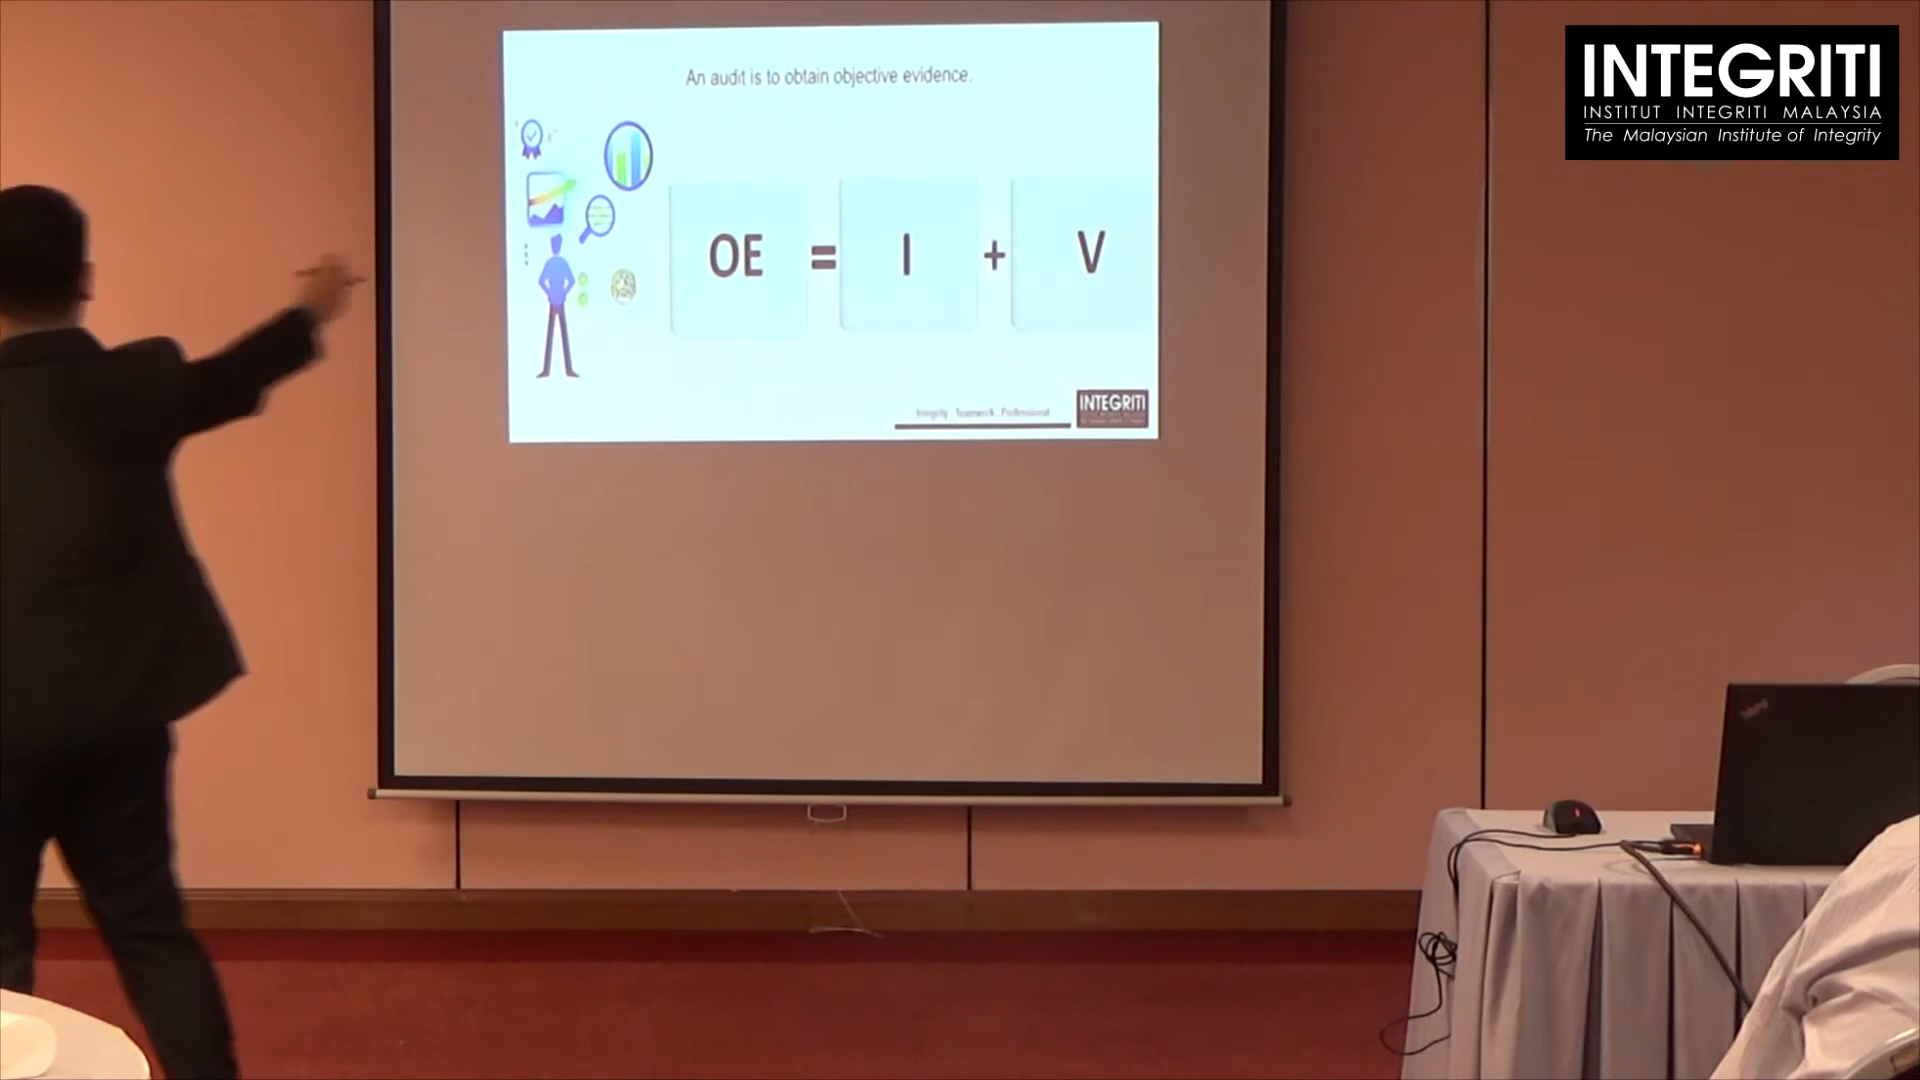 An audit is to obtain objective evidence.
OE = I + V
Integrity . Teamwork . Professional
INTEGRITI
INTEGRITI
INSTITUT INTEGRITI MALAYSIA
The Malaysian Institute of Integrity
ThinkPad